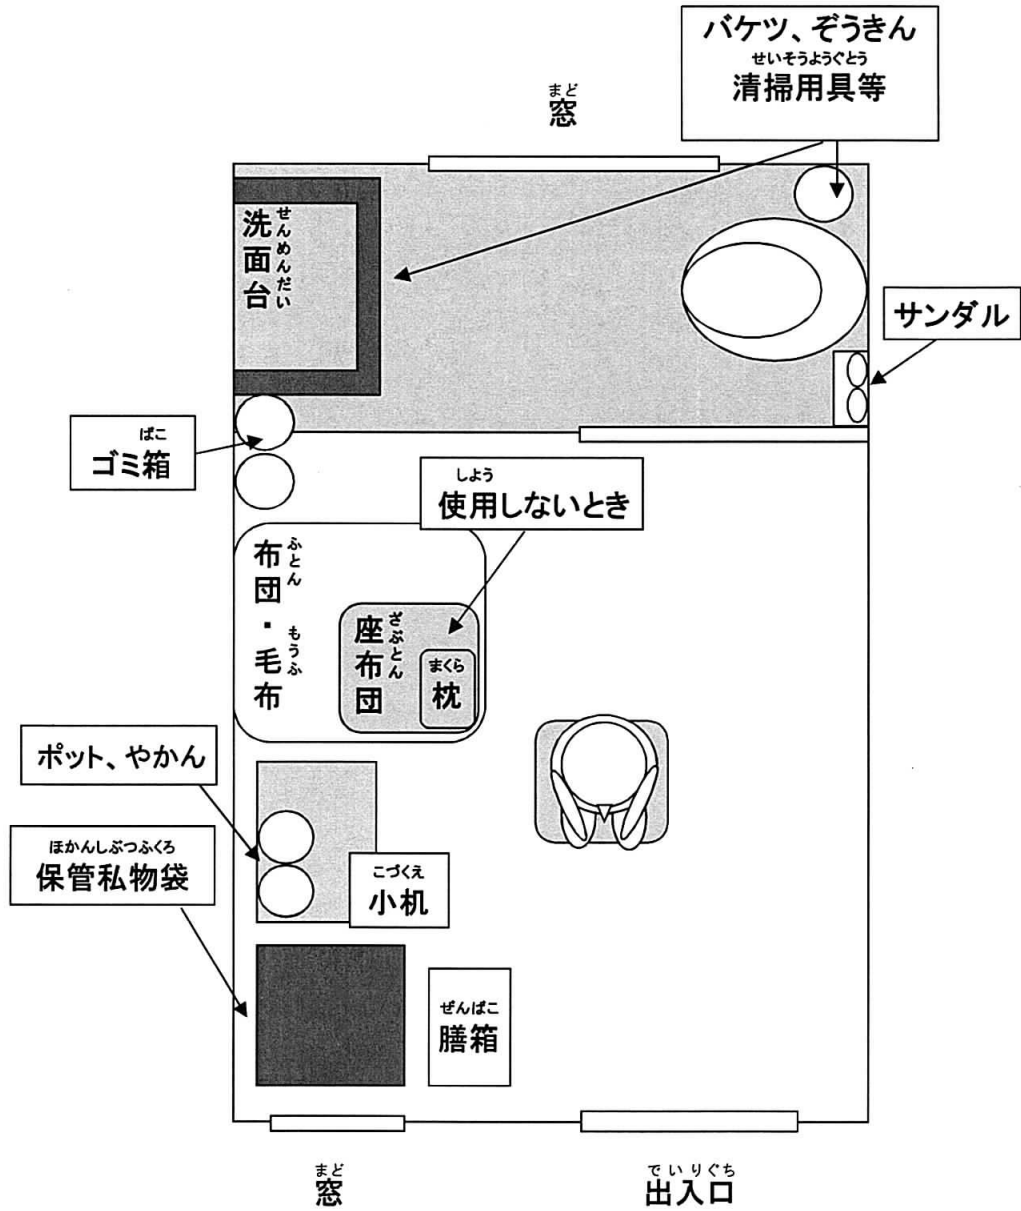 バケツ、ぞうきん
せいそうようぐとう
清掃用具等
まど
窓
せんめんだい
洗面台
サンダル
ばこ
ゴミ箱
しよう
使用しないとき
ふとん もうふ
布団・毛布
ざぶとん
座布団
まくら
枕
ポット、やかん
ほかんしぶつふくろ
保管私物袋
こづくえ
小机
ぜんばこ
膳箱
まど
窓
でいりぐち
出入口